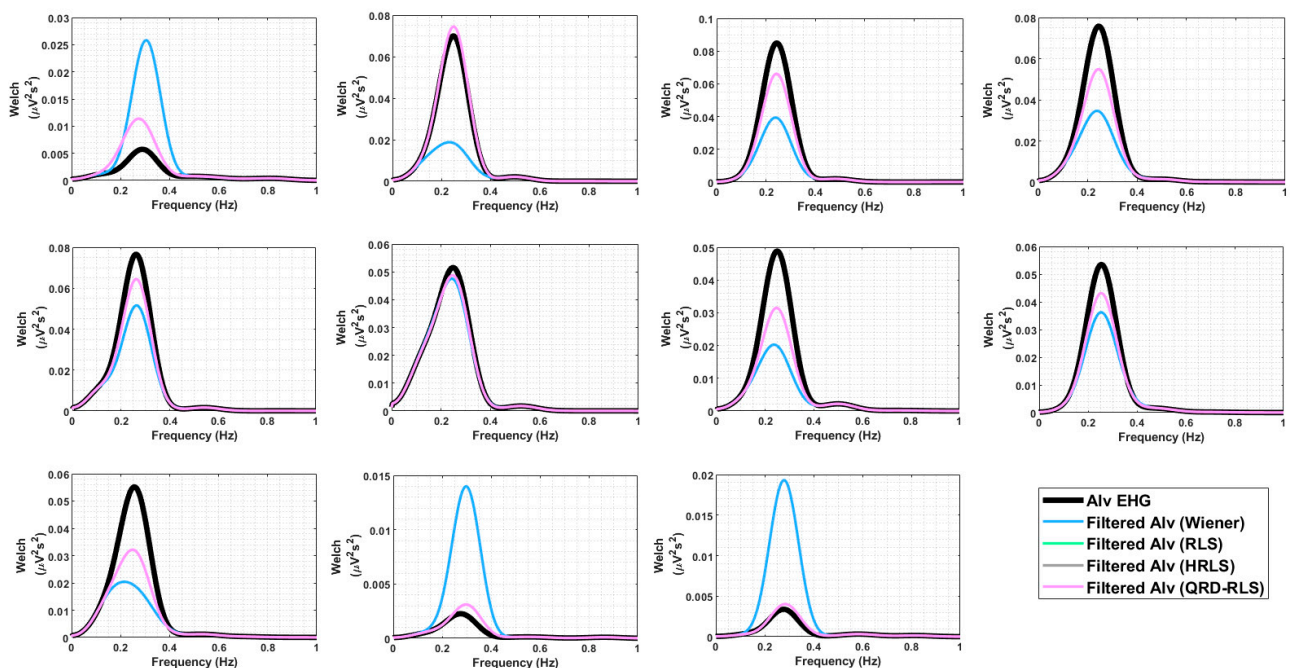 0.03
0.025
0.02
0.015
0.01
0.005
0
Welch
(μV²s²)
0 0.2 0.4 0.6 0.8 1
Frequency (Hz)
0.08
0.06
0.04
0.02
0
Welch
(μV²s²)
0 0.2 0.4 0.6 0.8 1
Frequency (Hz)
0.1
0.08
0.06
0.04
0.02
0
Welch
(μV²s²)
0 0.2 0.4 0.6 0.8 1
Frequency (Hz)
0.08
0.06
0.04
0.02
0
Welch
(μV²s²)
0 0.2 0.4 0.6 0.8 1
Frequency (Hz)
0.08
0.06
0.04
0.02
0
Welch
(μV²s²)
0 0.2 0.4 0.6 0.8 1
Frequency (Hz)
0.06
0.05
0.04
0.03
0.02
0.01
0
Welch
(μV²s²)
0 0.2 0.4 0.6 0.8 1
Frequency (Hz)
0.05
0.04
0.03
0.02
0.01
0
Welch
(μV²s²)
0 0.2 0.4 0.6 0.8 1
Frequency (Hz)
0.06
0.05
0.04
0.03
0.02
0.01
0
Welch
(μV²s²)
0 0.2 0.4 0.6 0.8 1
Frequency (Hz)
0.06
0.05
0.04
0.03
0.02
0.01
0
Welch
(μV²s²)
0 0.2 0.4 0.6 0.8 1
Frequency (Hz)
0.015
0.01
0.005
0
Welch
(μV²s²)
0 0.2 0.4 0.6 0.8 1
Frequency (Hz)
0.02
0.015
0.01
0.005
0
Welch
(μV²s²)
0 0.2 0.4 0.6 0.8 1
Frequency (Hz)
Alv EHG
Filtered Alv (Wiener)
Filtered Alv (RLS)
Filtered Alv (HRLS)
Filtered Alv (QRD-RLS)